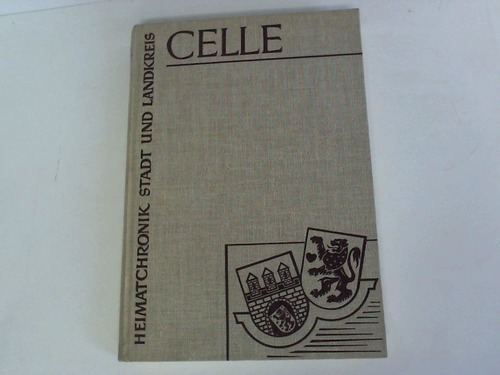 HEIMATCHRONIK STADT UND LANDKREIS
CELLE